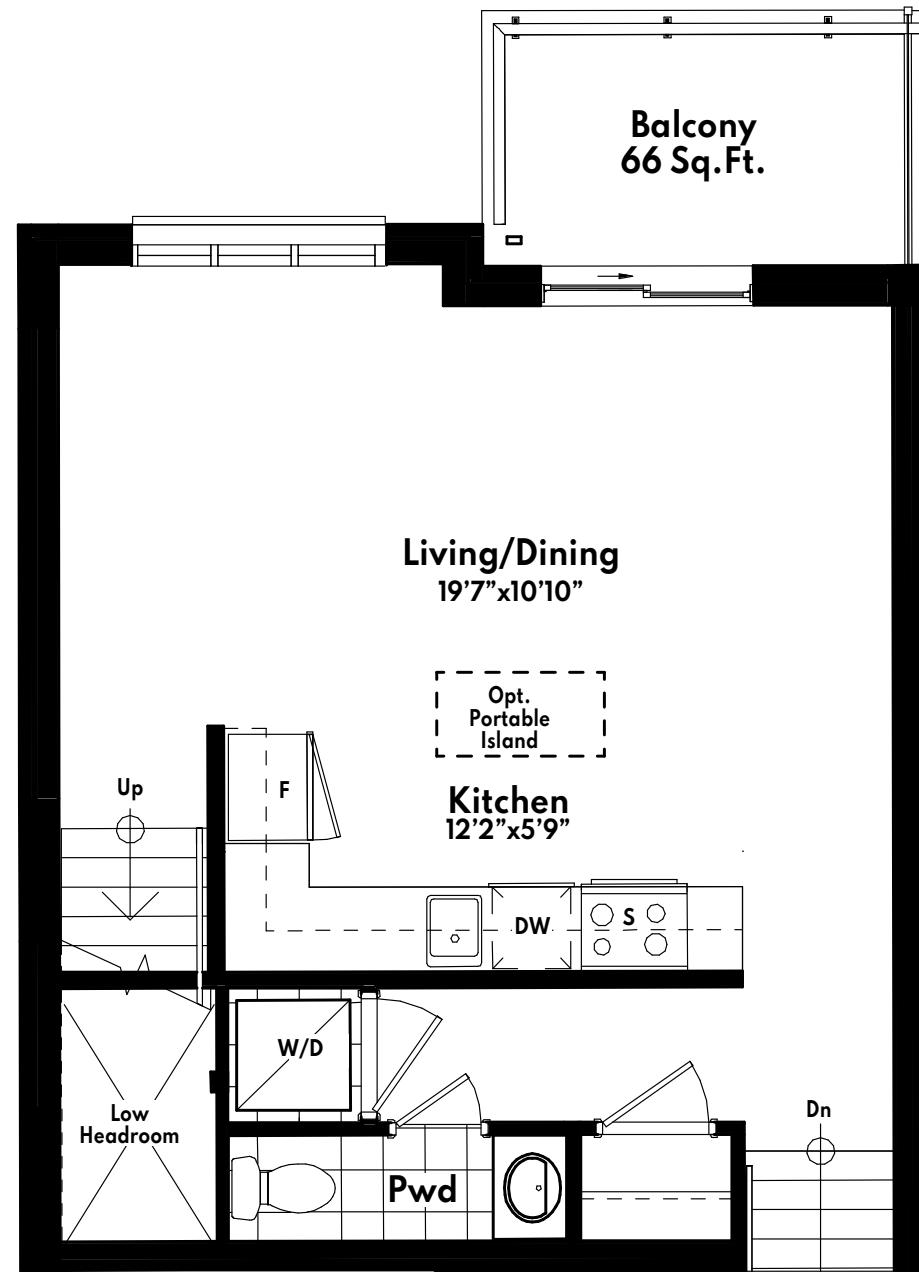 Balcony
66 Sq.Ft.
Living/Dining
19’7”x10’10”
Opt.
Portable
Island
Up
F
Kitchen
12’2”x5’9”
DW
S
W/D
Low
Headroom
Dn
Pwd